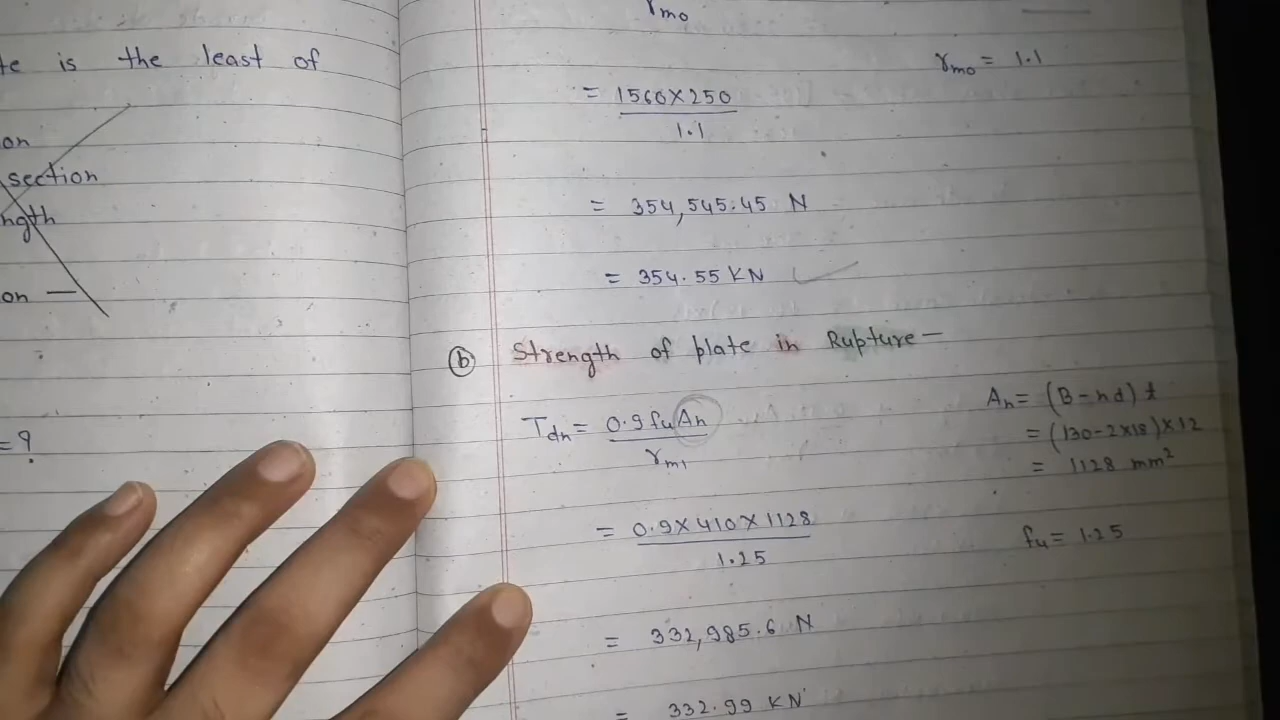 te is the least of
on
section
ngth
on —
= ?
γmo
γmo = 1.1
= 1560×250
1.1
= 354,545.45 N
= 354.55 KN
(b) Strength of plate in Rupture —
Tdn = 0.9 fu An
γm1
An = (B - nd) t
= (130-2×18)×12
= 1128 mm²
= 0.9 × 410 × 1128
1.25
fu = 1.25
= 332,985.6 N
= 332.99 KN